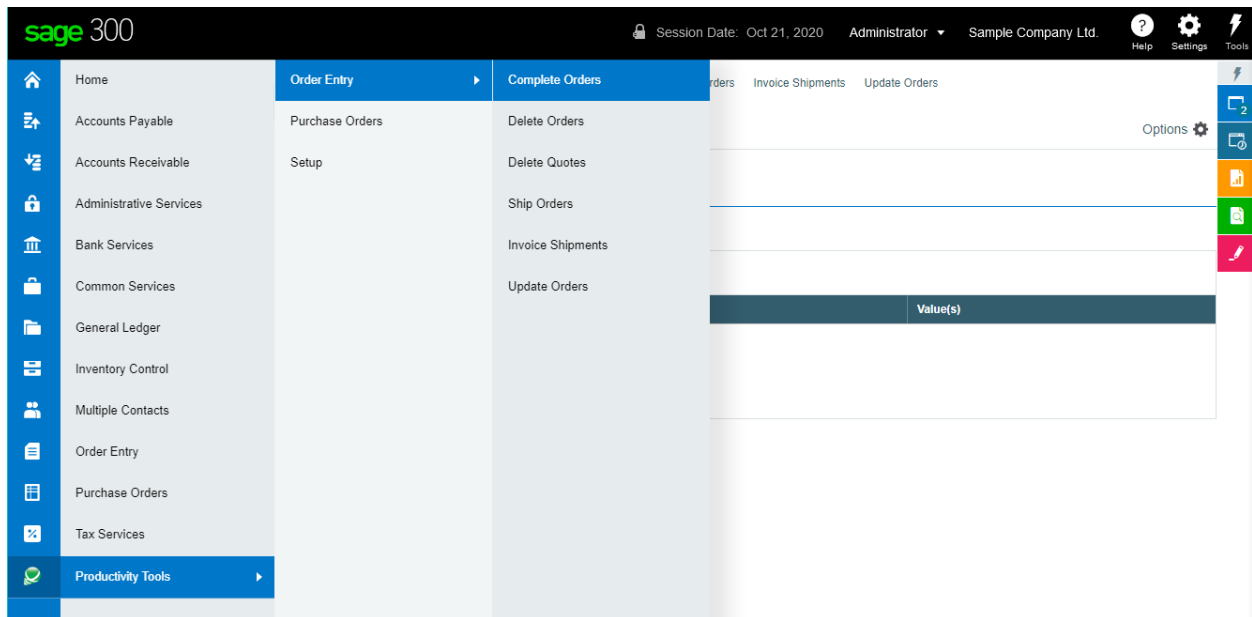 sage 300
Session Date: Oct 21, 2020
Administrator
Sample Company Ltd.
?
Help
Settings
Tools
Home
Accounts Payable
Accounts Receivable
Administrative Services
Bank Services
Common Services
General Ledger
Inventory Control
Multiple Contacts
Order Entry
Purchase Orders
Tax Services
Productivity Tools
Order Entry
Purchase Orders
Setup
Complete Orders
Delete Orders
Delete Quotes
Ship Orders
Invoice Shipments
Update Orders
rders
Invoice Shipments
Update Orders
Options
Value(s)
2
%